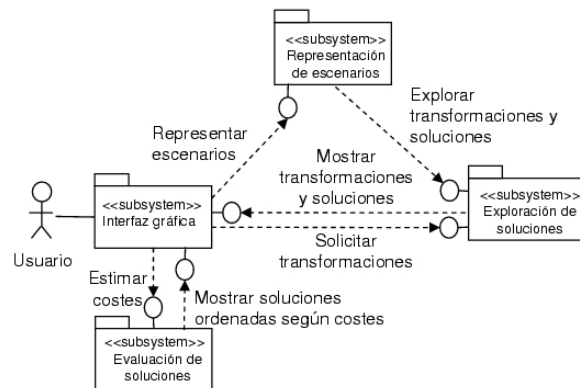 <<subsystem>>
Representación
de escenarios
Explorar
transformaciones y
soluciones
Representar
escenarios
Mostrar
transformaciones
y soluciones
<<subsystem>>
Interfaz gráfica
<<subsystem>>
Exploración de
soluciones
Solicitar
transformaciones
Usuario
Estimar
costes
Mostrar soluciones
ordenadas según costes
<<subsystem>>
Evaluación de
soluciones